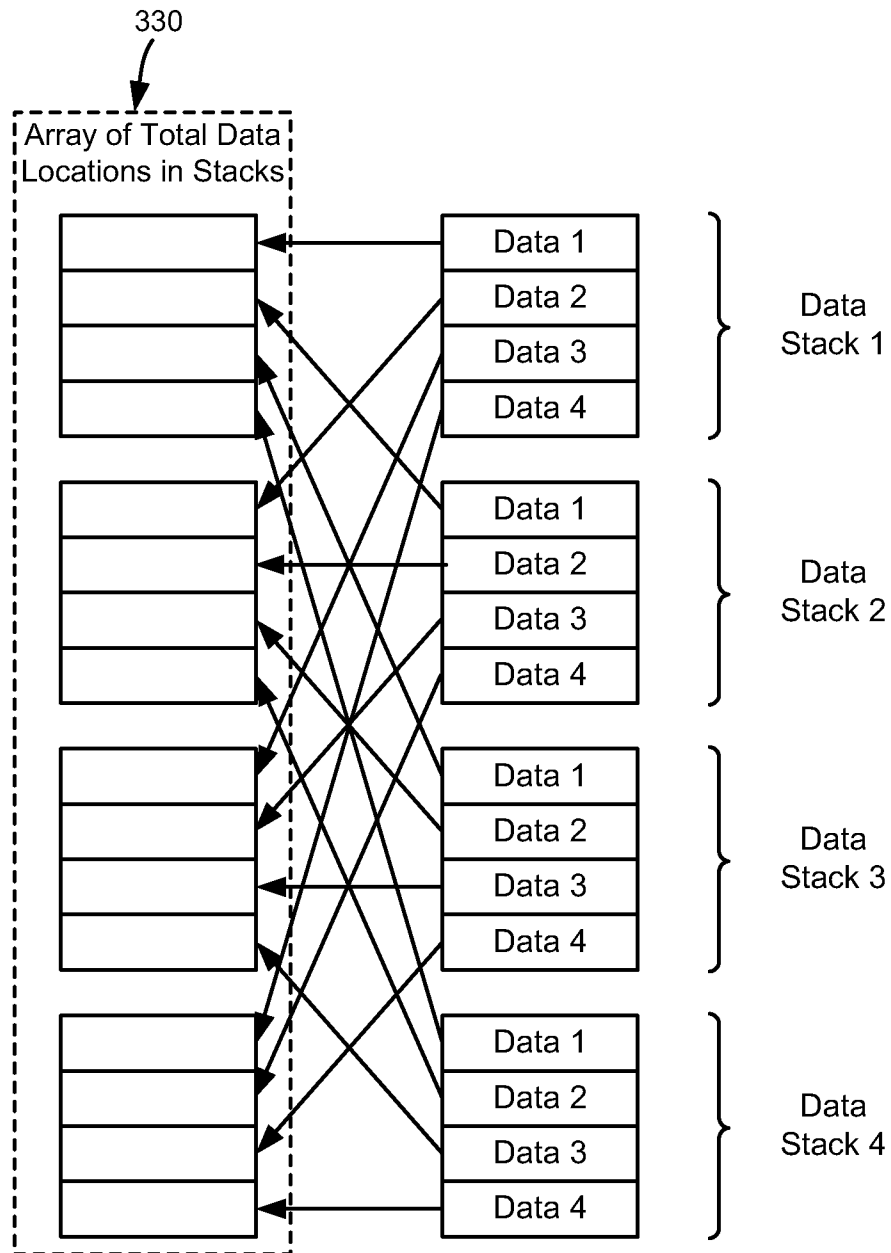 330
Array of Total Data
Locations in Stacks
Data 1
Data 2
Data 3
Data 4
Data
Stack 1
Data 1
Data 2
Data 3
Data 4
Data
Stack 2
Data 1
Data 2
Data 3
Data 4
Data
Stack 3
Data 1
Data 2
Data 3
Data 4
Data
Stack 4